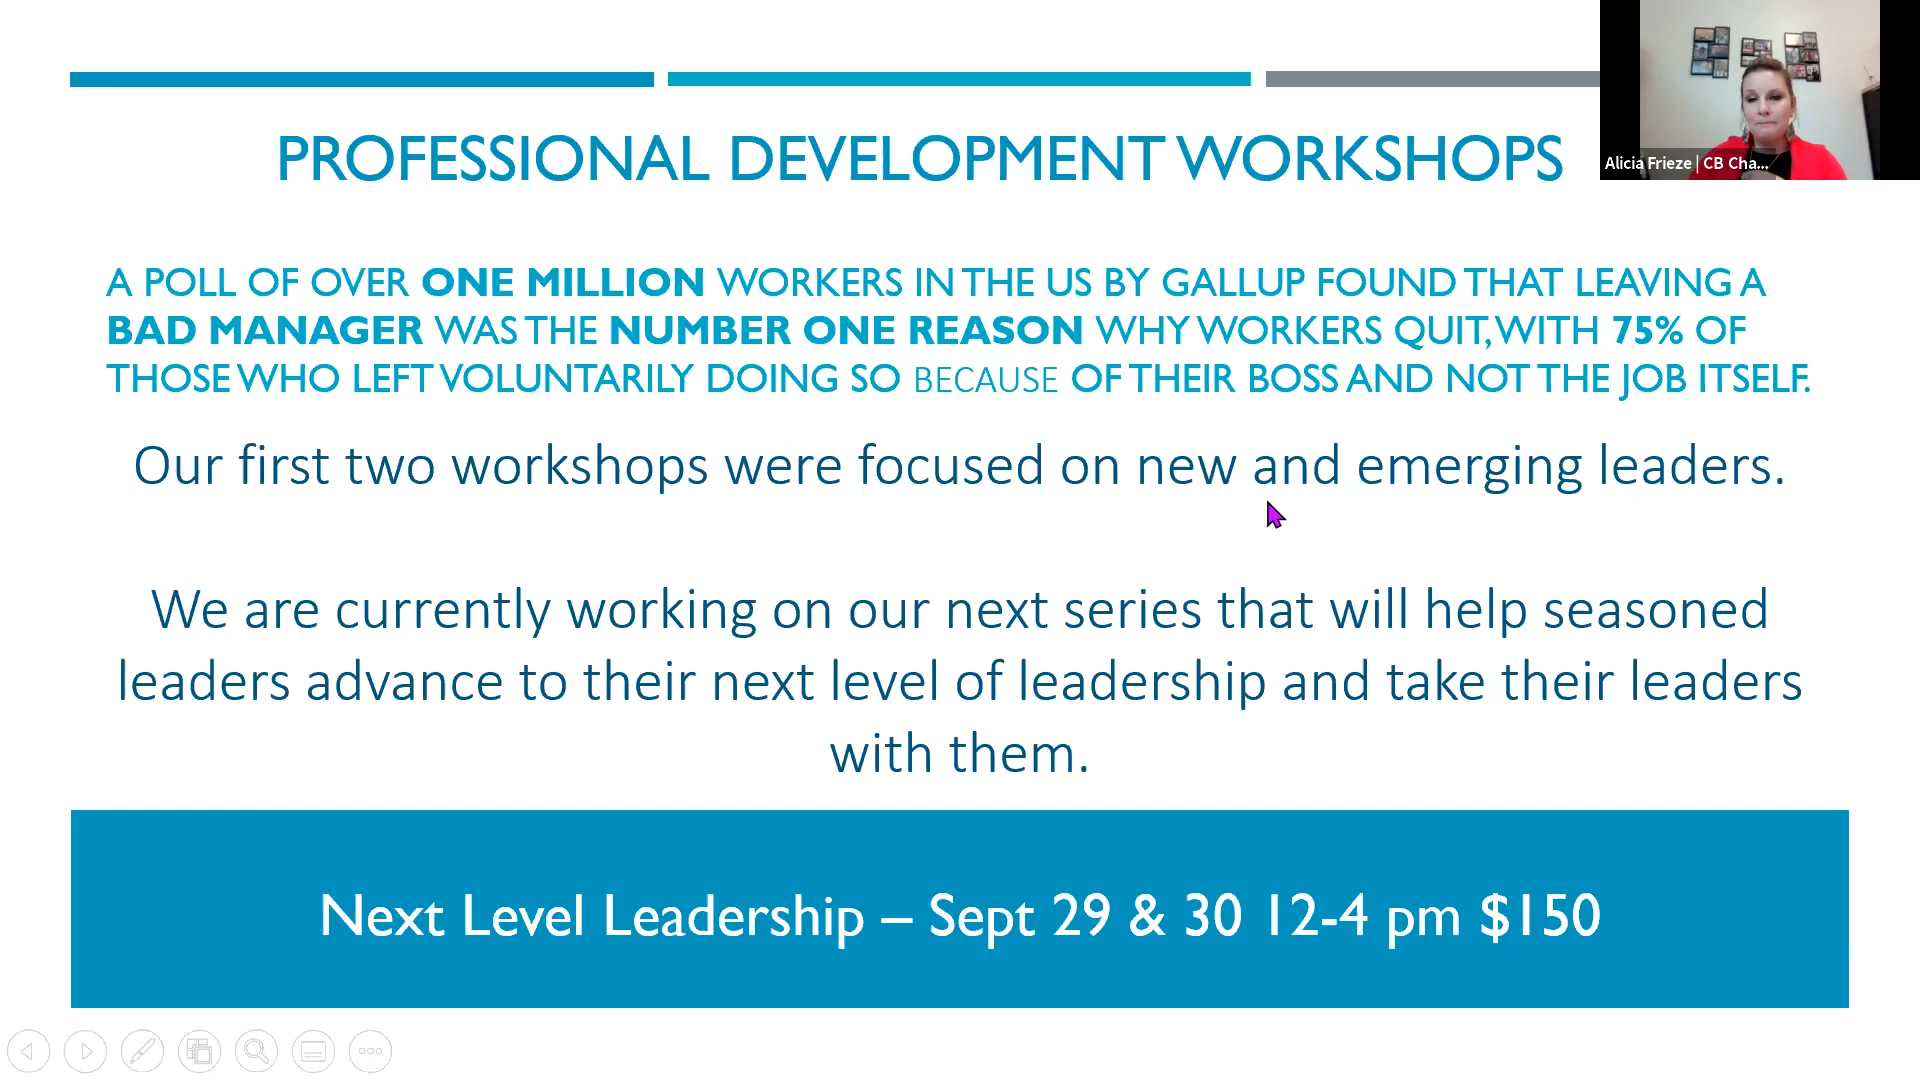 PROFESSIONAL DEVELOPMENT WORKSHOPS
Alicia Frieze | CB Cha...
A POLL OF OVER ONE MILLION WORKERS IN THE US BY GALLUP FOUND THAT LEAVING A
BAD MANAGER WAS THE NUMBER ONE REASON WHY WORKERS QUIT, WITH 75% OF
THOSE WHO LEFT VOLUNTARILY DOING SO BECAUSE OF THEIR BOSS AND NOT THE JOB ITSELF.
Our first two workshops were focused on new and emerging leaders.
We are currently working on our next series that will help seasoned
leaders advance to their next level of leadership and take their leaders
with them.
Next Level Leadership – Sept 29 & 30 12-4 pm $150